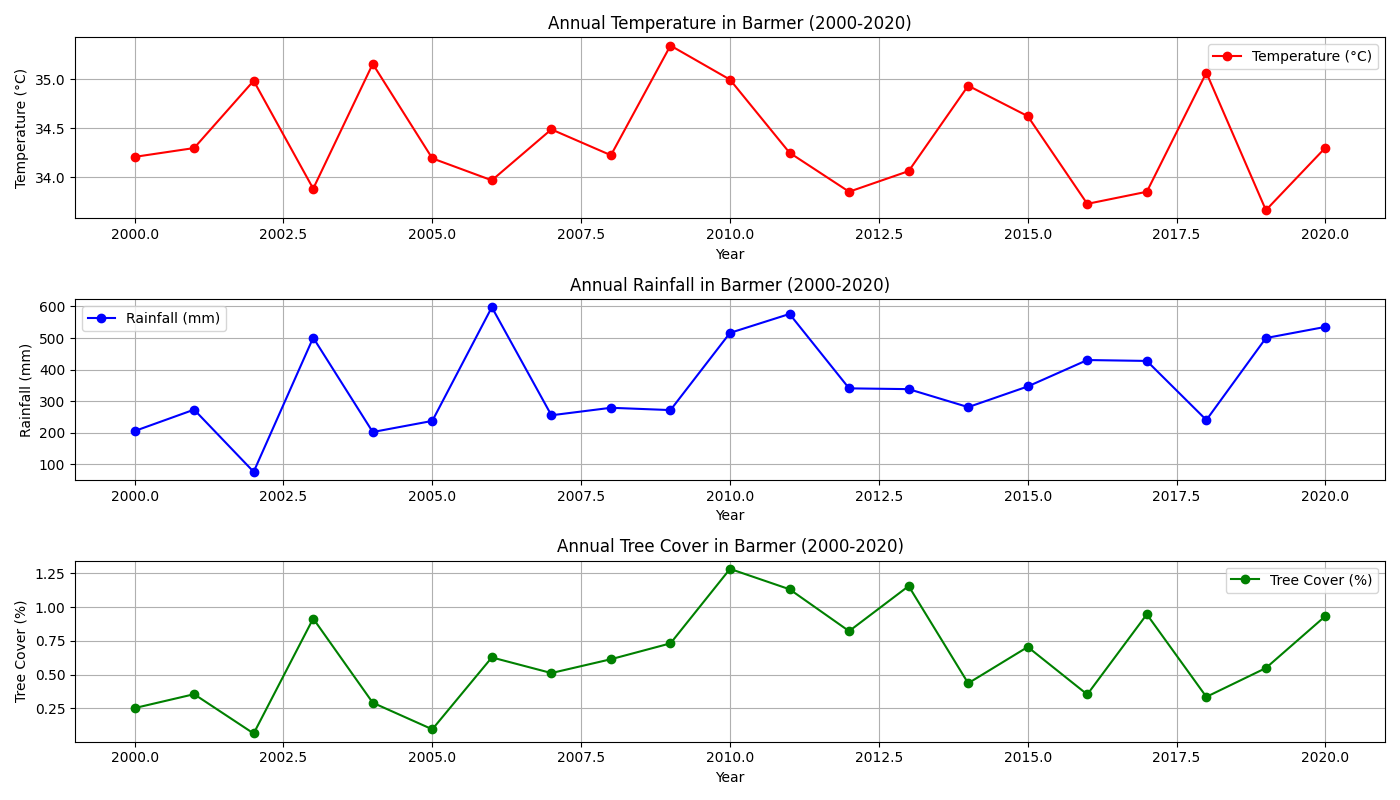 Annual Temperature in Barmer (2000-2020)
Temperature (°C)
Temperature (°C)
35.0
34.5
34.0
2000.0 2002.5 2005.0 2007.5 2010.0 2012.5 2015.0 2017.5 2020.0
Year
Annual Rainfall in Barmer (2000-2020)
Rainfall (mm)
Rainfall (mm)
600
500
400
300
200
100
2000.0 2002.5 2005.0 2007.5 2010.0 2012.5 2015.0 2017.5 2020.0
Year
Annual Tree Cover in Barmer (2000-2020)
Tree Cover (%)
Tree Cover (%)
1.25
1.00
0.75
0.50
0.25
2000.0 2002.5 2005.0 2007.5 2010.0 2012.5 2015.0 2017.5 2020.0
Year